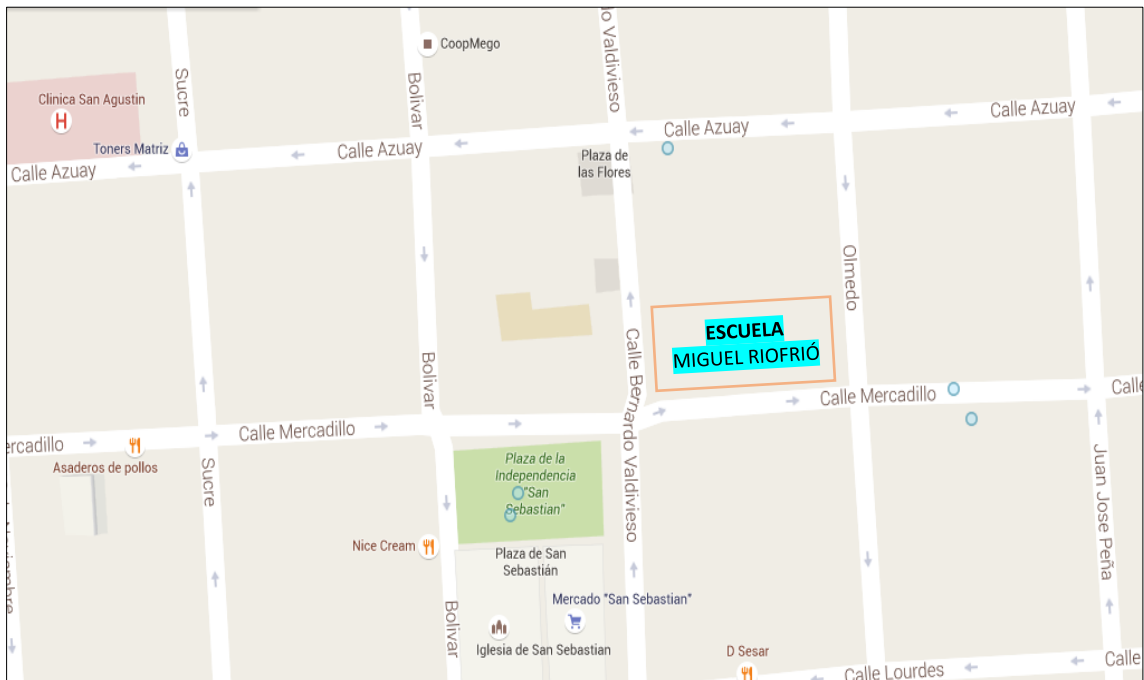 CoopMego
Sucre
Bolivar
do Valdivieso
Clinica San Agustin
H
Toners Matriz
Calle Azuay
Calle Azuay
Calle Azuay
Calle Azuay
Plaza de
las Flores
Olmedo
ESCUELA
MIGUEL RIOFRIÓ
Bolivar
Calle Bernardo Valdivieso
Calle Mercadillo
Calle
ercadillo
Calle Mercadillo
Asaderos de pollos
Sucre
Plaza de la
Independencia
"San
Sebastian"
Juan Jose Peña
Nice Cream
Plaza de San
Sebastián
Mercado "San Sebastian"
Bolivar
Iglesia de San Sebastian
D Sesar
Calle Lourdes
Calle